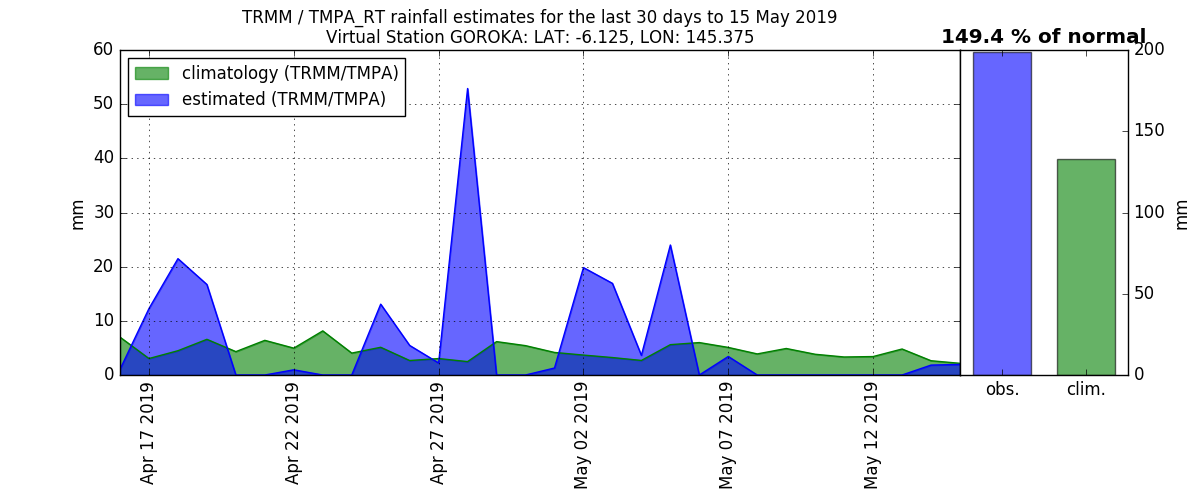 TRMM / TMPA_RT rainfall estimates for the last 30 days to 15 May 2019
Virtual Station GOROKA: LAT: -6.125, LON: 145.375
149.4 % of normal
climatology (TRMM/TMPA)
estimated (TRMM/TMPA)
60
50
40
30
20
10
0
mm
Apr 17 2019
Apr 22 2019
Apr 27 2019
May 02 2019
May 07 2019
May 12 2019
200
150
100
50
0
mm
obs.
clim.